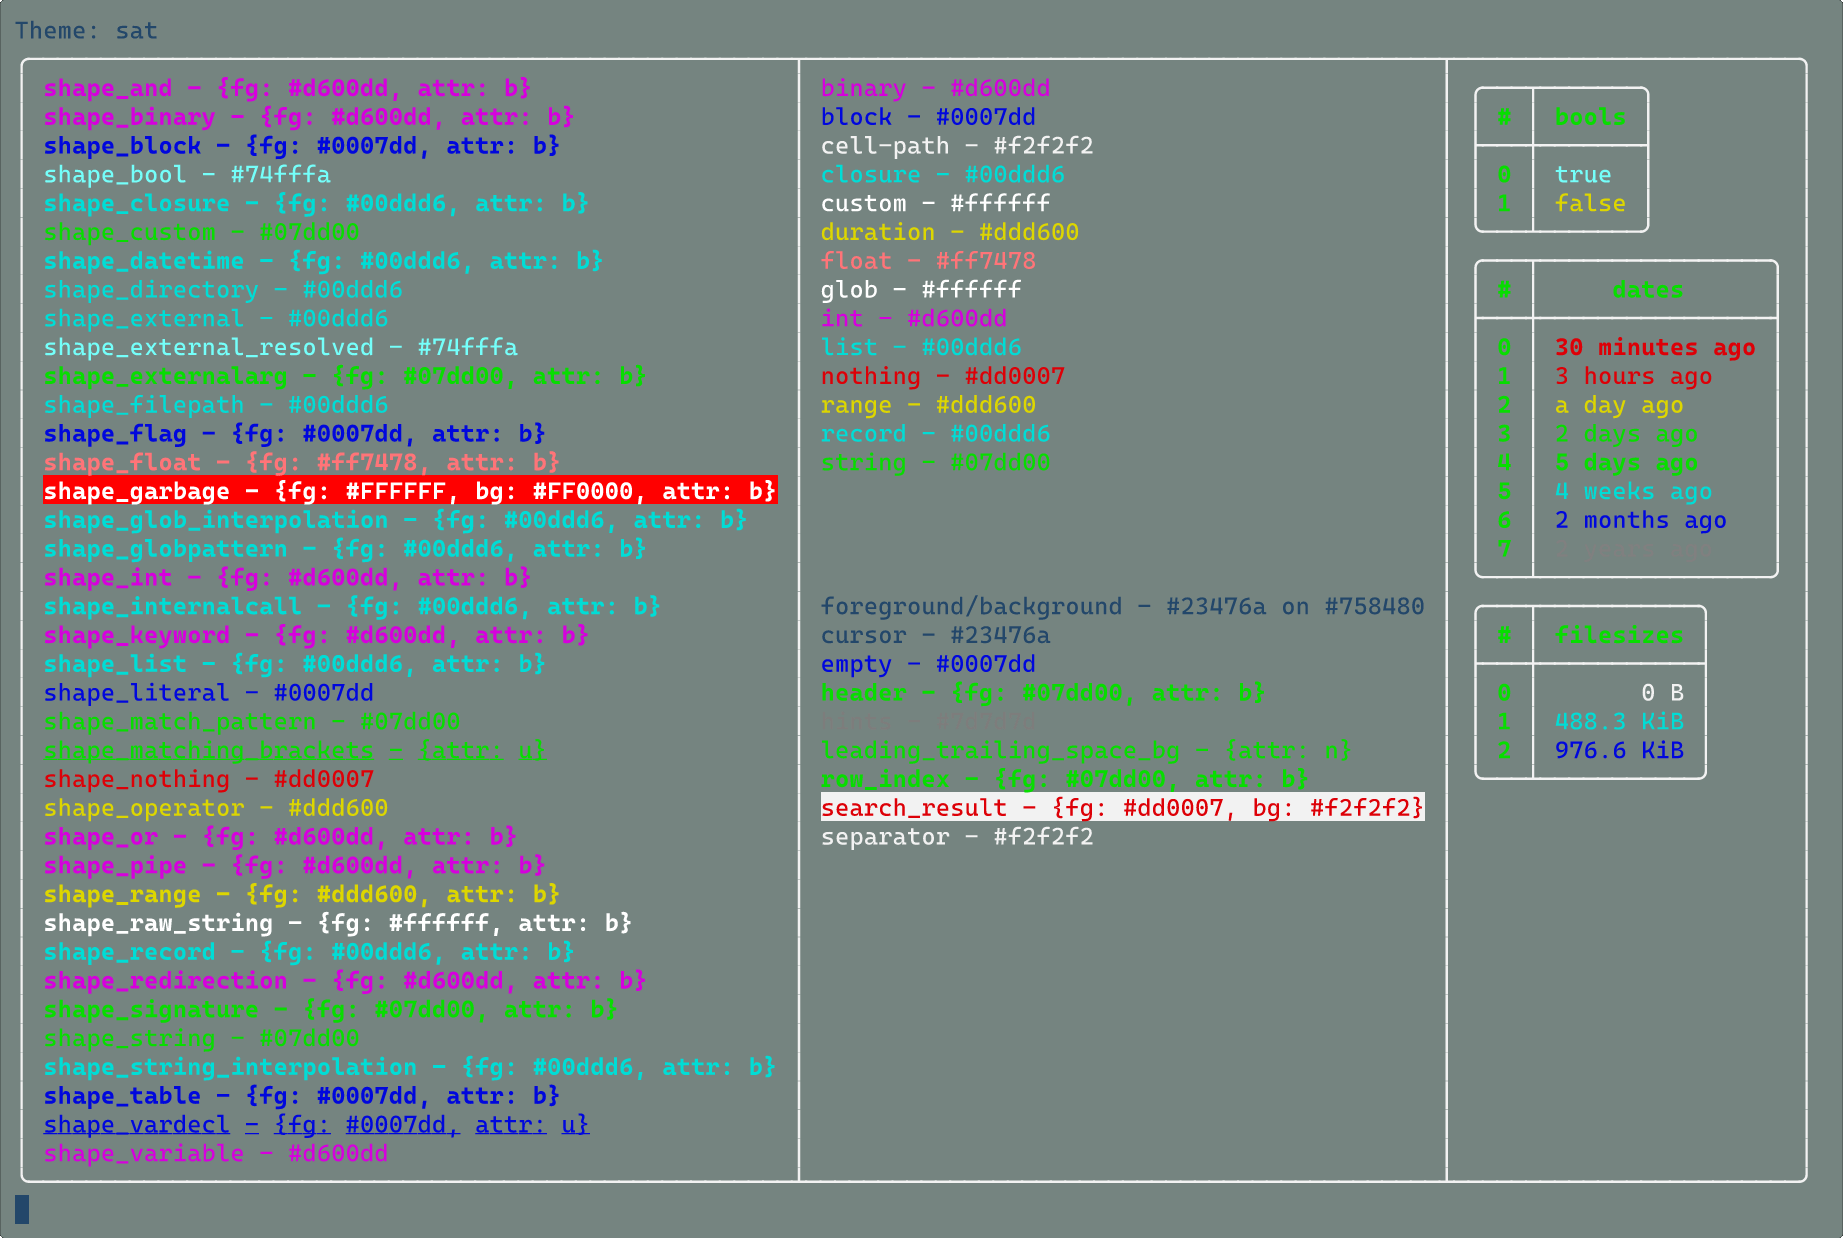 Theme: sat
shape_and - {fg: #d600dd, attr: b}
shape_binary - {fg: #d600dd, attr: b}
shape_block - {fg: #0007dd, attr: b}
shape_bool - #74fffa
shape_closure - {fg: #00ddd6, attr: b}
shape_custom - #07dd00
shape_datetime - {fg: #00ddd6, attr: b}
shape_directory - #00ddd6
shape_external - #00ddd6
shape_external_resolved - #74fffa
shape_externalarg - {fg: #07dd00, attr: b}
shape_filepath - #00ddd6
shape_flag - {fg: #0007dd, attr: b}
shape_float - {fg: #ff7478, attr: b}
shape_garbage - {fg: #FFFFFF, bg: #FF0000, attr: b}
shape_glob_interpolation - {fg: #00ddd6, attr: b}
shape_globpattern - {fg: #00ddd6, attr: b}
shape_int - {fg: #d600dd, attr: b}
shape_internalcall - {fg: #00ddd6, attr: b}
shape_keyword - {fg: #d600dd, attr: b}
shape_list - {fg: #00ddd6, attr: b}
shape_literal - #0007dd
shape_match_pattern - #07dd00
shape_matching_brackets - {attr: u}
shape_nothing - #dd0007
shape_operator - #ddd600
shape_or - {fg: #d600dd, attr: b}
shape_pipe - {fg: #d600dd, attr: b}
shape_range - {fg: #ddd600, attr: b}
shape_raw_string - {fg: #ffffff, attr: b}
shape_record - {fg: #00ddd6, attr: b}
shape_redirection - {fg: #d600dd, attr: b}
shape_signature - {fg: #07dd00, attr: b}
shape_string - #07dd00
shape_string_interpolation - {fg: #00ddd6, attr: b}
shape_table - {fg: #0007dd, attr: b}
shape_vardecl - {fg: #0007dd, attr: u}
shape_variable - #d600dd
binary - #d600dd
block - #0007dd
cell-path - #f2f2f2
closure - #00ddd6
custom - #ffffff
duration - #ddd600
float - #ff7478
glob - #ffffff
int - #d600dd
list - #00ddd6
nothing - #dd0007
range - #ddd600
record - #00ddd6
string - #07dd00
foreground/background - #23476a on #758480
cursor - #23476a
empty - #0007dd
header - {fg: #07dd00, attr: b}
leading_trailing_space_bg - {attr: n}
row_index - {fg: #07dd00, attr: b}
search_result - {fg: #dd0007, bg: #f2f2f2}
separator - #f2f2f2
# bools
0 true
1 false
# dates
0 30 minutes ago
1 3 hours ago
2 a day ago
3 2 days ago
4 5 days ago
5 4 weeks ago
6 2 months ago
7
# filesizes
0 0 B
1 488.3 KiB
2 976.6 KiB